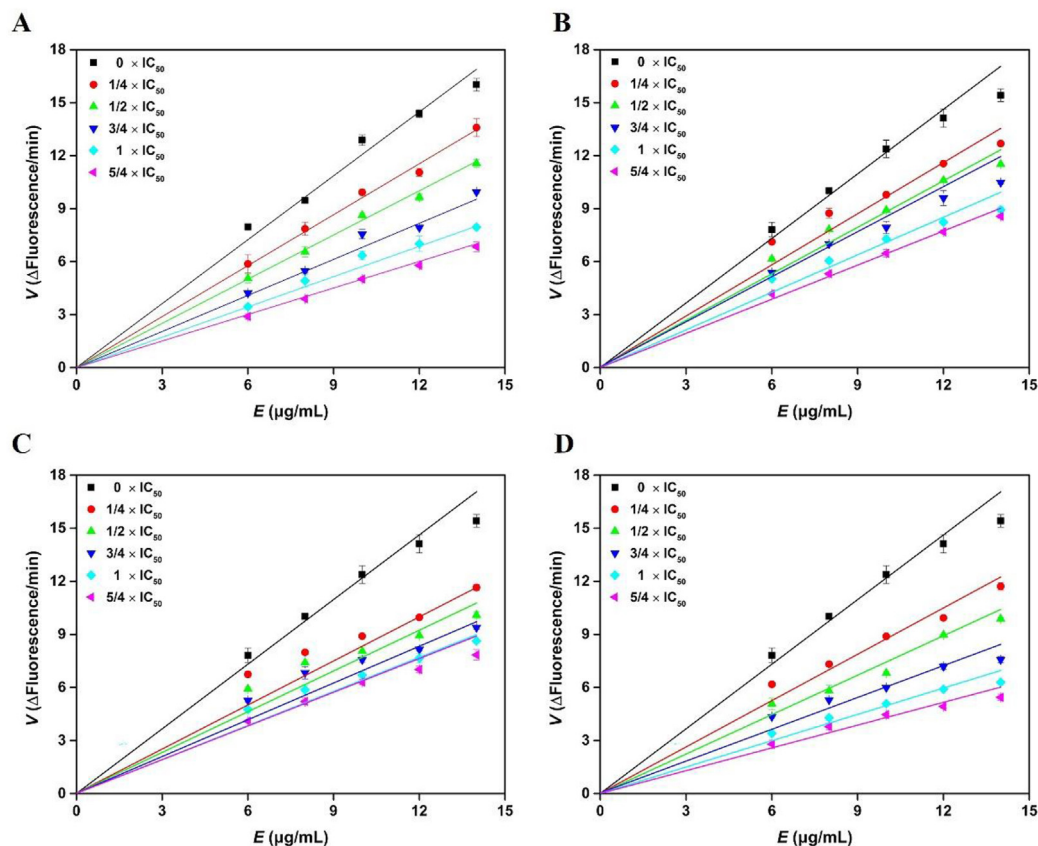 A
V (ΔFluorescence/min)
18
15
12
9
6
3
0
0 × IC50
1/4 × IC50
1/2 × IC50
3/4 × IC50
1 × IC50
5/4 × IC50
0 3 6 9 12 15
E (µg/mL)
B
V (ΔFluorescence/min)
18
15
12
9
6
3
0
0 × IC50
1/4 × IC50
1/2 × IC50
3/4 × IC50
1 × IC50
5/4 × IC50
0 3 6 9 12 15
E (µg/mL)
C
V (ΔFluorescence/min)
18
15
12
9
6
3
0
0 × IC50
1/4 × IC50
1/2 × IC50
3/4 × IC50
1 × IC50
5/4 × IC50
0 3 6 9 12 15
E (µg/mL)
D
V (ΔFluorescence/min)
18
15
12
9
6
3
0
0 × IC50
1/4 × IC50
1/2 × IC50
3/4 × IC50
1 × IC50
5/4 × IC50
0 3 6 9 12 15
E (µg/mL)